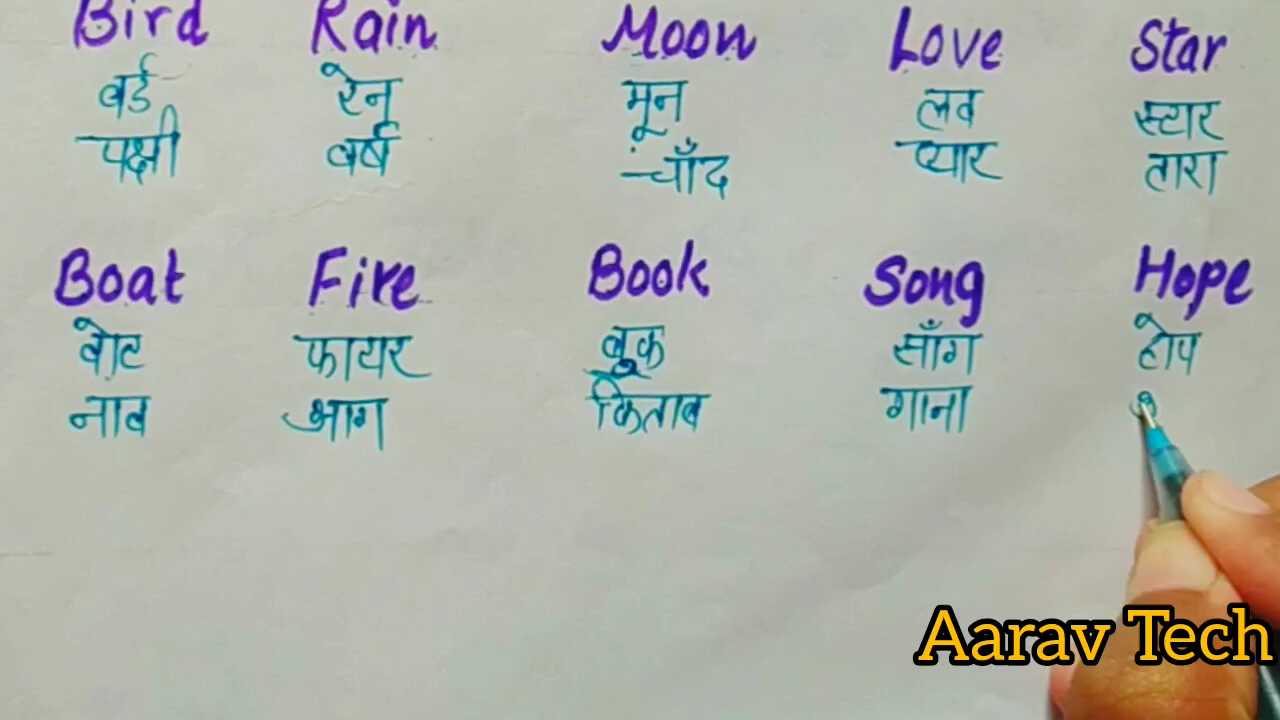 Bird Rain Moon Love Star
बर्ड रेन मून लव स्टार
पक्षी वर्ष चाँद प्यार तारा
Boat Fire Book Song Hope
बोट फायर बूक साँग होप
नाव आग किताब गाना
Aarav Tech